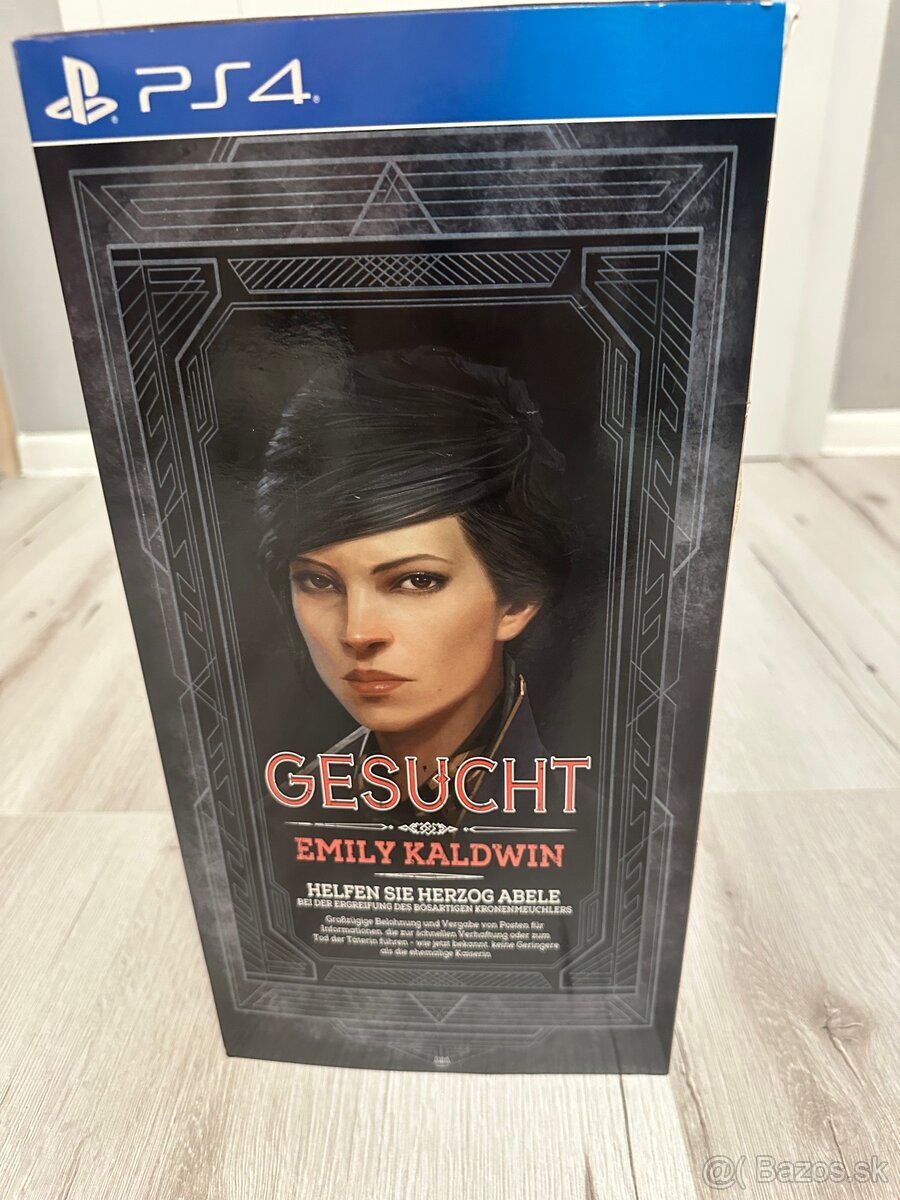 PS4
GESUCHT
EMILY KALDWIN
HELFEN SIE HERZOG ABELE
BEI DER ERGREIFUNG DES BÖSARTIGEN KRONENMEUCHLERS
Großzügige Belohnung und Vergabe von Posten für
Informationen, die zur schnellen Verhaftung oder zum
Tod der Täterin führen - wie jetzt bekannt, keine Geringere
als die ehemalige Kaiserin
@( Bazos.sk